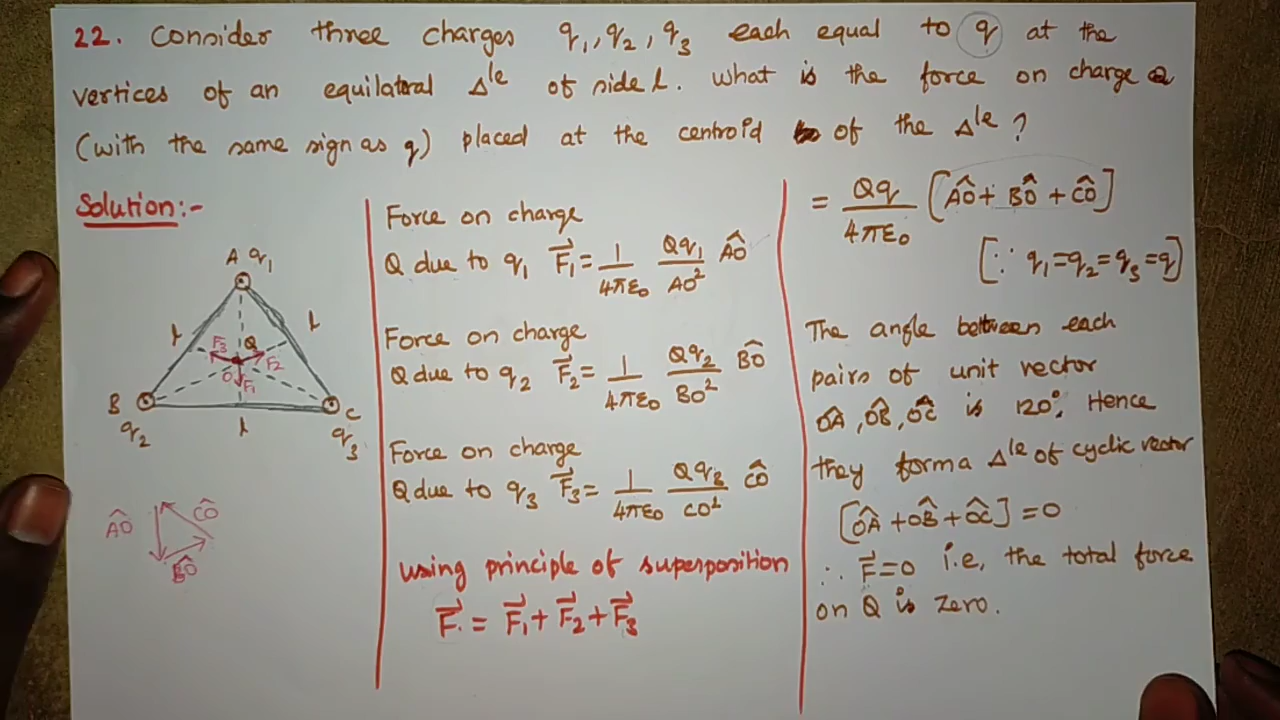 22. Consider three charges q₁, q₂, q₃ each equal to q at the
vertices of an equilateral Δle of side l. What is the force on charge Q
(with the same sign as q) placed at the centroid of the Δle ?
Solution:-
A q₁
l
l
F₃
Q
F₂
O
F₁
B
q₂
l
C
q₃
AÔ
CÔ
BÔ
Force on charge
Q due to q₁ F⃗₁ = 1/4πε₀ Qq₁/AO² AÔ
Force on charge
Q due to q₂ F⃗₂ = 1/4πε₀ Qq₂/BO² BÔ
Force on charge
Q due to q₃ F⃗₃ = 1/4πε₀ Qq₃/CO² CÔ
using principle of superposition
F⃗. = F⃗₁ + F⃗₂ + F⃗₃
= Qq/4πε₀ [AÔ + BÔ + CÔ]
[∵ q₁=q₂=q₃=q]
The angle between each
pairs of unit vector
OÂ, OB̂, OĈ is 120°. Hence
they form a Δle of cyclic vector
[OÂ + OB̂ + OĈ] = 0
∴ F⃗=0 i.e, the total force
on Q is zero.